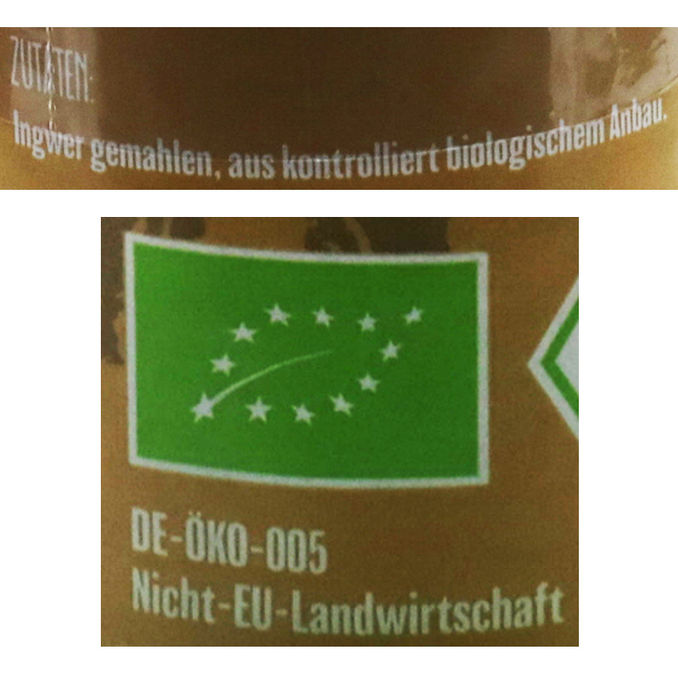 ZUTATEN:
Ingwer gemahlen, aus kontrolliert biologischem Anbau.
DE-ÖKO-005
Nicht-EU-Landwirtschaft